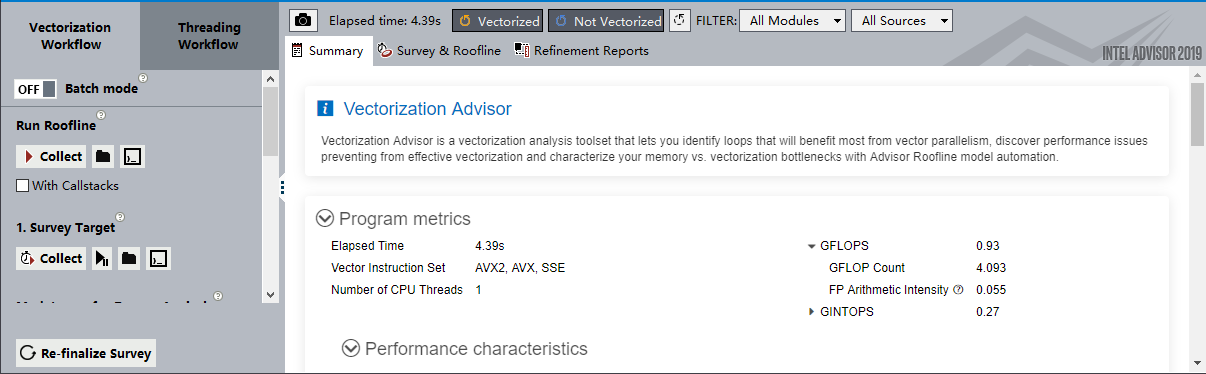 Vectorization Workflow
Threading Workflow
OFF Batch mode
Run Roofline
Collect
With Callstacks
1. Survey Target
Collect
Re-finalize Survey
Elapsed time: 4.39s Vectorized Not Vectorized FILTER: All Modules All Sources
Summary Survey & Roofline Refinement Reports
INTEL ADVISOR 2019
Vectorization Advisor
Vectorization Advisor is a vectorization analysis toolset that lets you identify loops that will benefit most from vector parallelism, discover performance issues
preventing from effective vectorization and characterize your memory vs. vectorization bottlenecks with Advisor Roofline model automation.
Program metrics
Elapsed Time 4.39s
Vector Instruction Set AVX2, AVX, SSE
Number of CPU Threads 1
GFLOPS 0.93
GFLOP Count 4.093
FP Arithmetic Intensity 0.055
GINTOPS 0.27
Performance characteristics